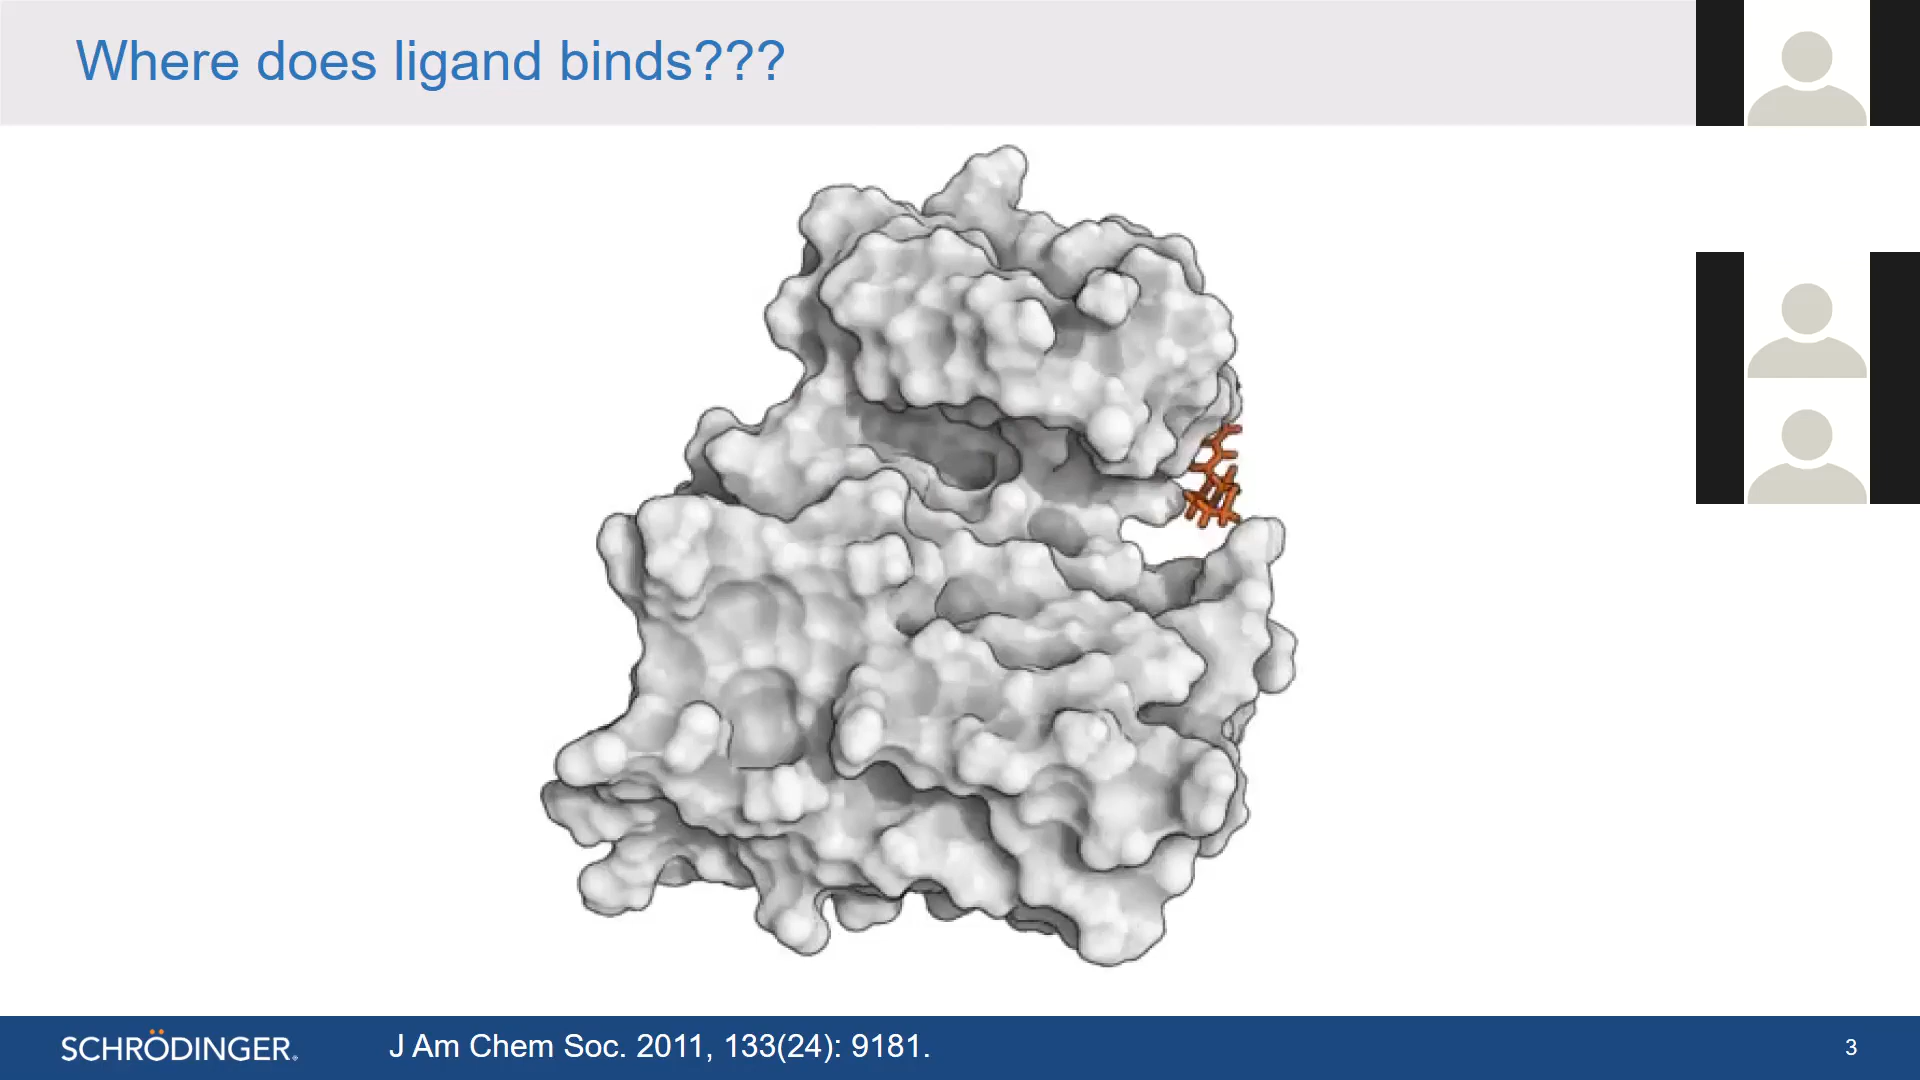 Where does ligand binds???
SCHRÖDINGER®
J Am Chem Soc. 2011, 133(24): 9181.
3